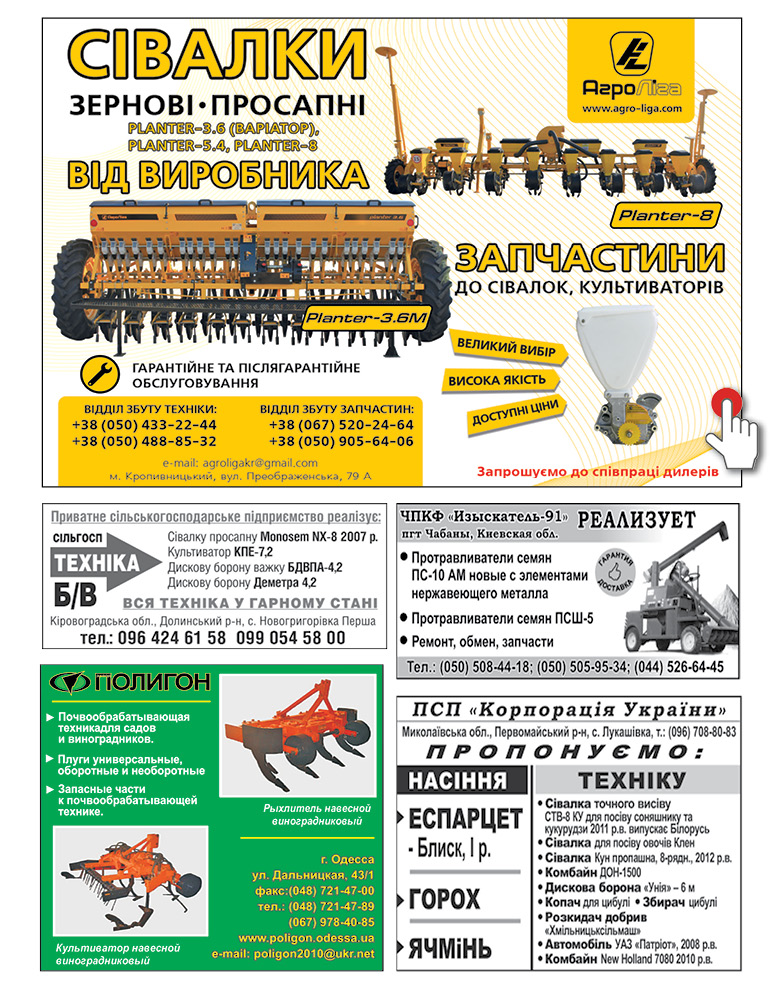 СІВАЛКИ
ЗЕРНОВІ • ПРОСАПНІ
PLANTER-3.6 (ВАРІАТОР),
PLANTER-5.4, PLANTER-8
ВІД ВИРОБНИКА
АгроЛіга
www.agro-liga.com
Planter-8
АгроЛіга
planter 3.6
Planter-3.6M
ЗАПЧАСТИНИ
ДО СІВАЛОК, КУЛЬТИВАТОРІВ
ВЕЛИКИЙ ВИБІР
ВИСОКА ЯКІСТЬ
ДОСТУПНІ ЦІНИ
ГАРАНТІЙНЕ ТА ПІСЛЯГАРАНТІЙНЕ
ОБСЛУГОВУВАННЯ
ВІДДІЛ ЗБУТУ ТЕХНІКИ:
+38 (050) 433-22-44
+38 (050) 488-85-32
ВІДДІЛ ЗБУТУ ЗАПЧАСТИН:
+38 (067) 520-24-64
+38 (050) 905-64-06
e-mail: agroligakr@gmail.com
м. Кропивницький, вул. Преображенська, 79 А
Запрошуємо до співпраці дилерів
Приватне сільськогосподарське підприємство реалізує:
СІЛЬГОСП
ТЕХНІКА
Б/В
Сівалку просапну Monosem NX-8 2007 р.
Культиватор КПЕ-7,2
Дискову борону важку БДВПА-4,2
Дискову борону Деметра 4,2
ВСЯ ТЕХНІКА У ГАРНОМУ СТАНІ
Кіровоградська обл., Долинський р-н, с. Новогригорівка Перша
тел.: 096 424 61 58 099 054 58 00
ЧПКФ «Изыскатель-91»
пгт Чабаны, Киевская обл.
РЕАЛИЗУЕТ
• Протравливатели семян
ПС-10 АМ новые с элементами
нержавеющего металла
• Протравливатели семян ПСШ-5
• Ремонт, обмен, запчасти
ГАРАНТИЯ
ДОСТАВКА
Тел.: (050) 508-44-18; (050) 505-95-34; (044) 526-64-45
ПОЛИГОН
Почвообрабатывающая
техникадля садов
и виноградников.
Плуги универсальные,
оборотные и необоротные
Запасные части
к почвообрабатывающей
технике.
Рыхлитель навесной
виноградниковый
Культиватор навесной
виноградниковый
г. Одесса
ул. Дальницкая, 43/1
факс:(048) 721-47-00
тел.: (048) 721-47-89
(067) 978-40-85
www.poligon.odessa.ua
e-mail: poligon2010@ukr.net
ПСП «Корпорація України»
Миколаївська обл., Первомайський р-н, с. Лукашівка, т.: (096) 708-80-83
ПРОПОНУЄМО:
НАСІННЯ
ЕСПАРЦЕТ
- Блиск, I р.
ГОРОХ
ЯЧМіНЬ
ТЕХНІКУ
• Сівалка точного висіву
СТВ-8 КУ для посіву соняшнику та
кукурудзи 2011 р.в. випускає Білорусь
• Сівалка для посіву овочів Клен
• Сівалка Кун пропашна, 8-рядн., 2012 р.в.
• Комбайн ДОН-1500
• Дискова борона «Унія» – 6 м
• Копач для цибулі • Збирач цибулі
• Розкидач добрив
«Хмільницьксільмаш»
• Автомобіль УАЗ «Патріот», 2008 р.в.
• Комбайн New Holland 7080 2010 р.в.